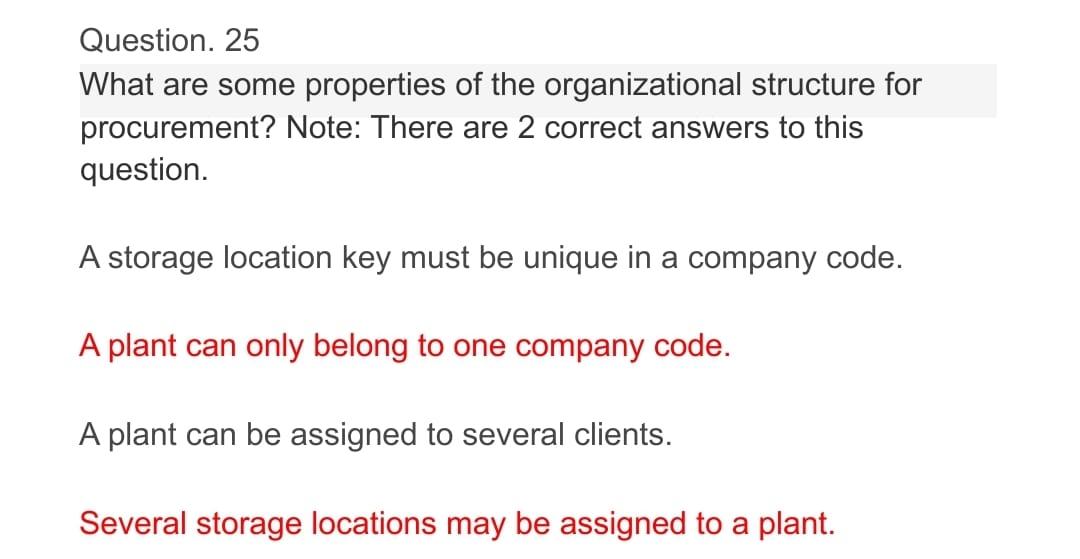 Question. 25
What are some properties of the organizational structure for
procurement? Note: There are 2 correct answers to this
question.
A storage location key must be unique in a company code.
A plant can only belong to one company code.
A plant can be assigned to several clients.
Several storage locations may be assigned to a plant.